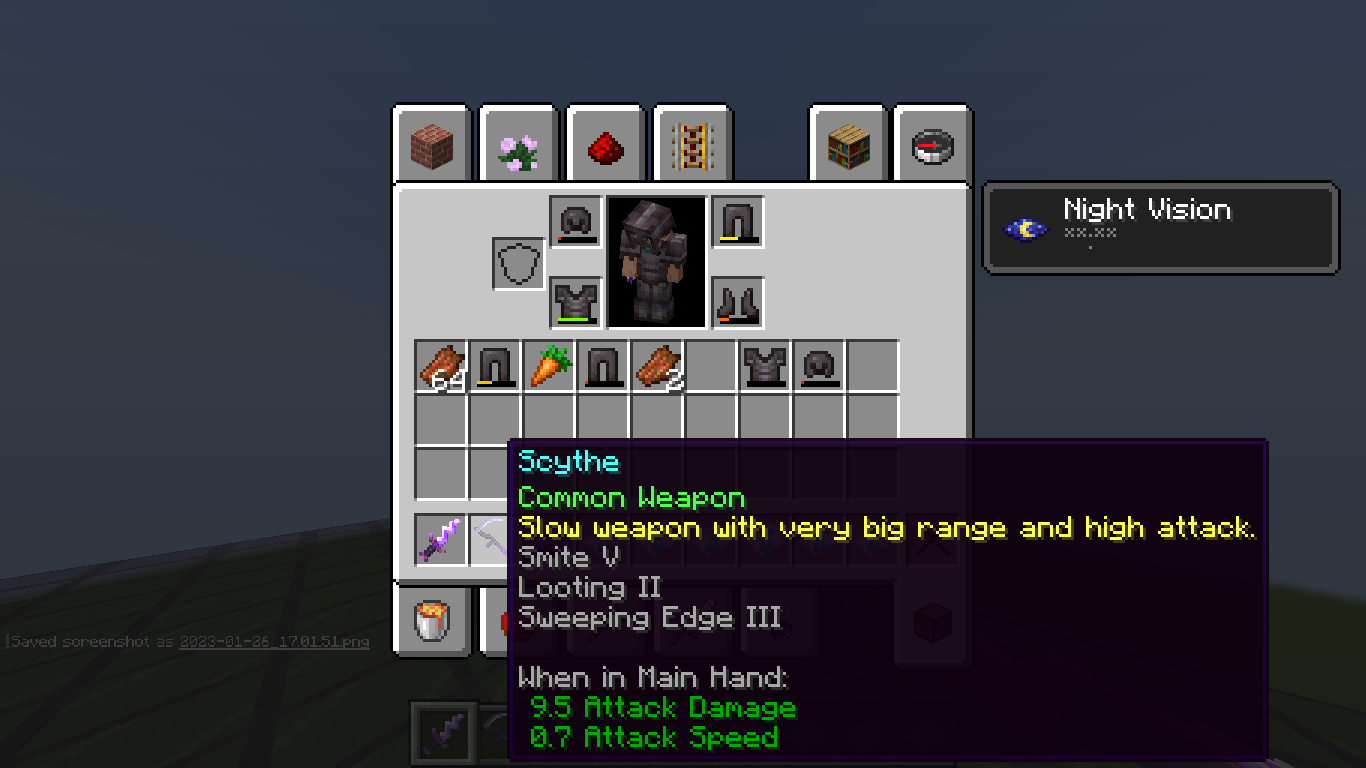 Night Vision
xx.xx
64
2
Scythe
Common Weapon
Slow weapon with very big range and high attack.
Smite V
Looting II
Sweeping Edge III
Saved screenshot as 2023-01-26_17.01.51.png
When in Main Hand:
9.5 Attack Damage
0.7 Attack Speed